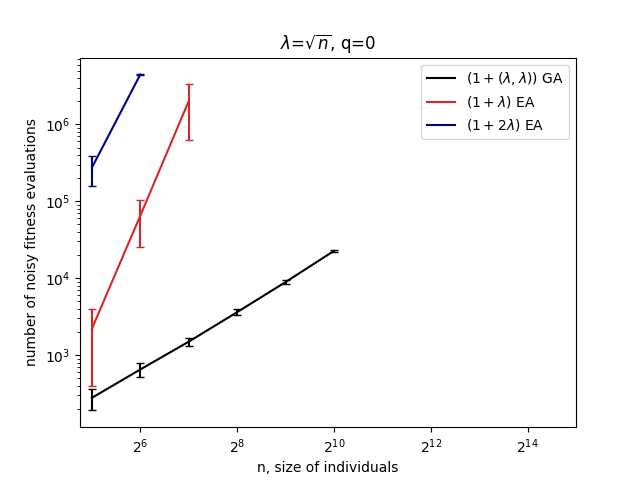 λ=√n, q=0
(1 + (λ, λ)) GA
(1 + λ) EA
(1 + 2λ) EA
number of noisy fitness evaluations
10⁶
10⁵
10⁴
10³
2⁶ 2⁸ 2¹⁰ 2¹² 2¹⁴
n, size of individuals